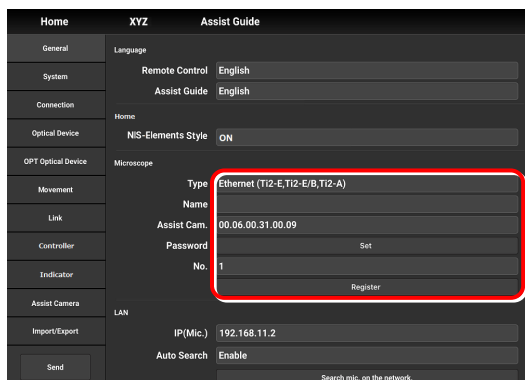 Home XYZ Assist Guide
General
System
Connection
Optical Device
OPT Optical Device
Movement
Link
Controller
Indicator
Assist Camera
Import/Export
Send
Language
Remote Control English
Assist Guide English
Home
NIS-Elements Style ON
Microscope
Type Ethernet (Ti2-E,Ti2-E/B,Ti2-A)
Name
Assist Cam. 00.06.00.31.00.09
Password Set
No. 1
Register
LAN
IP(Mic.) 192.168.11.2
Auto Search Enable
Search mic. on the network.